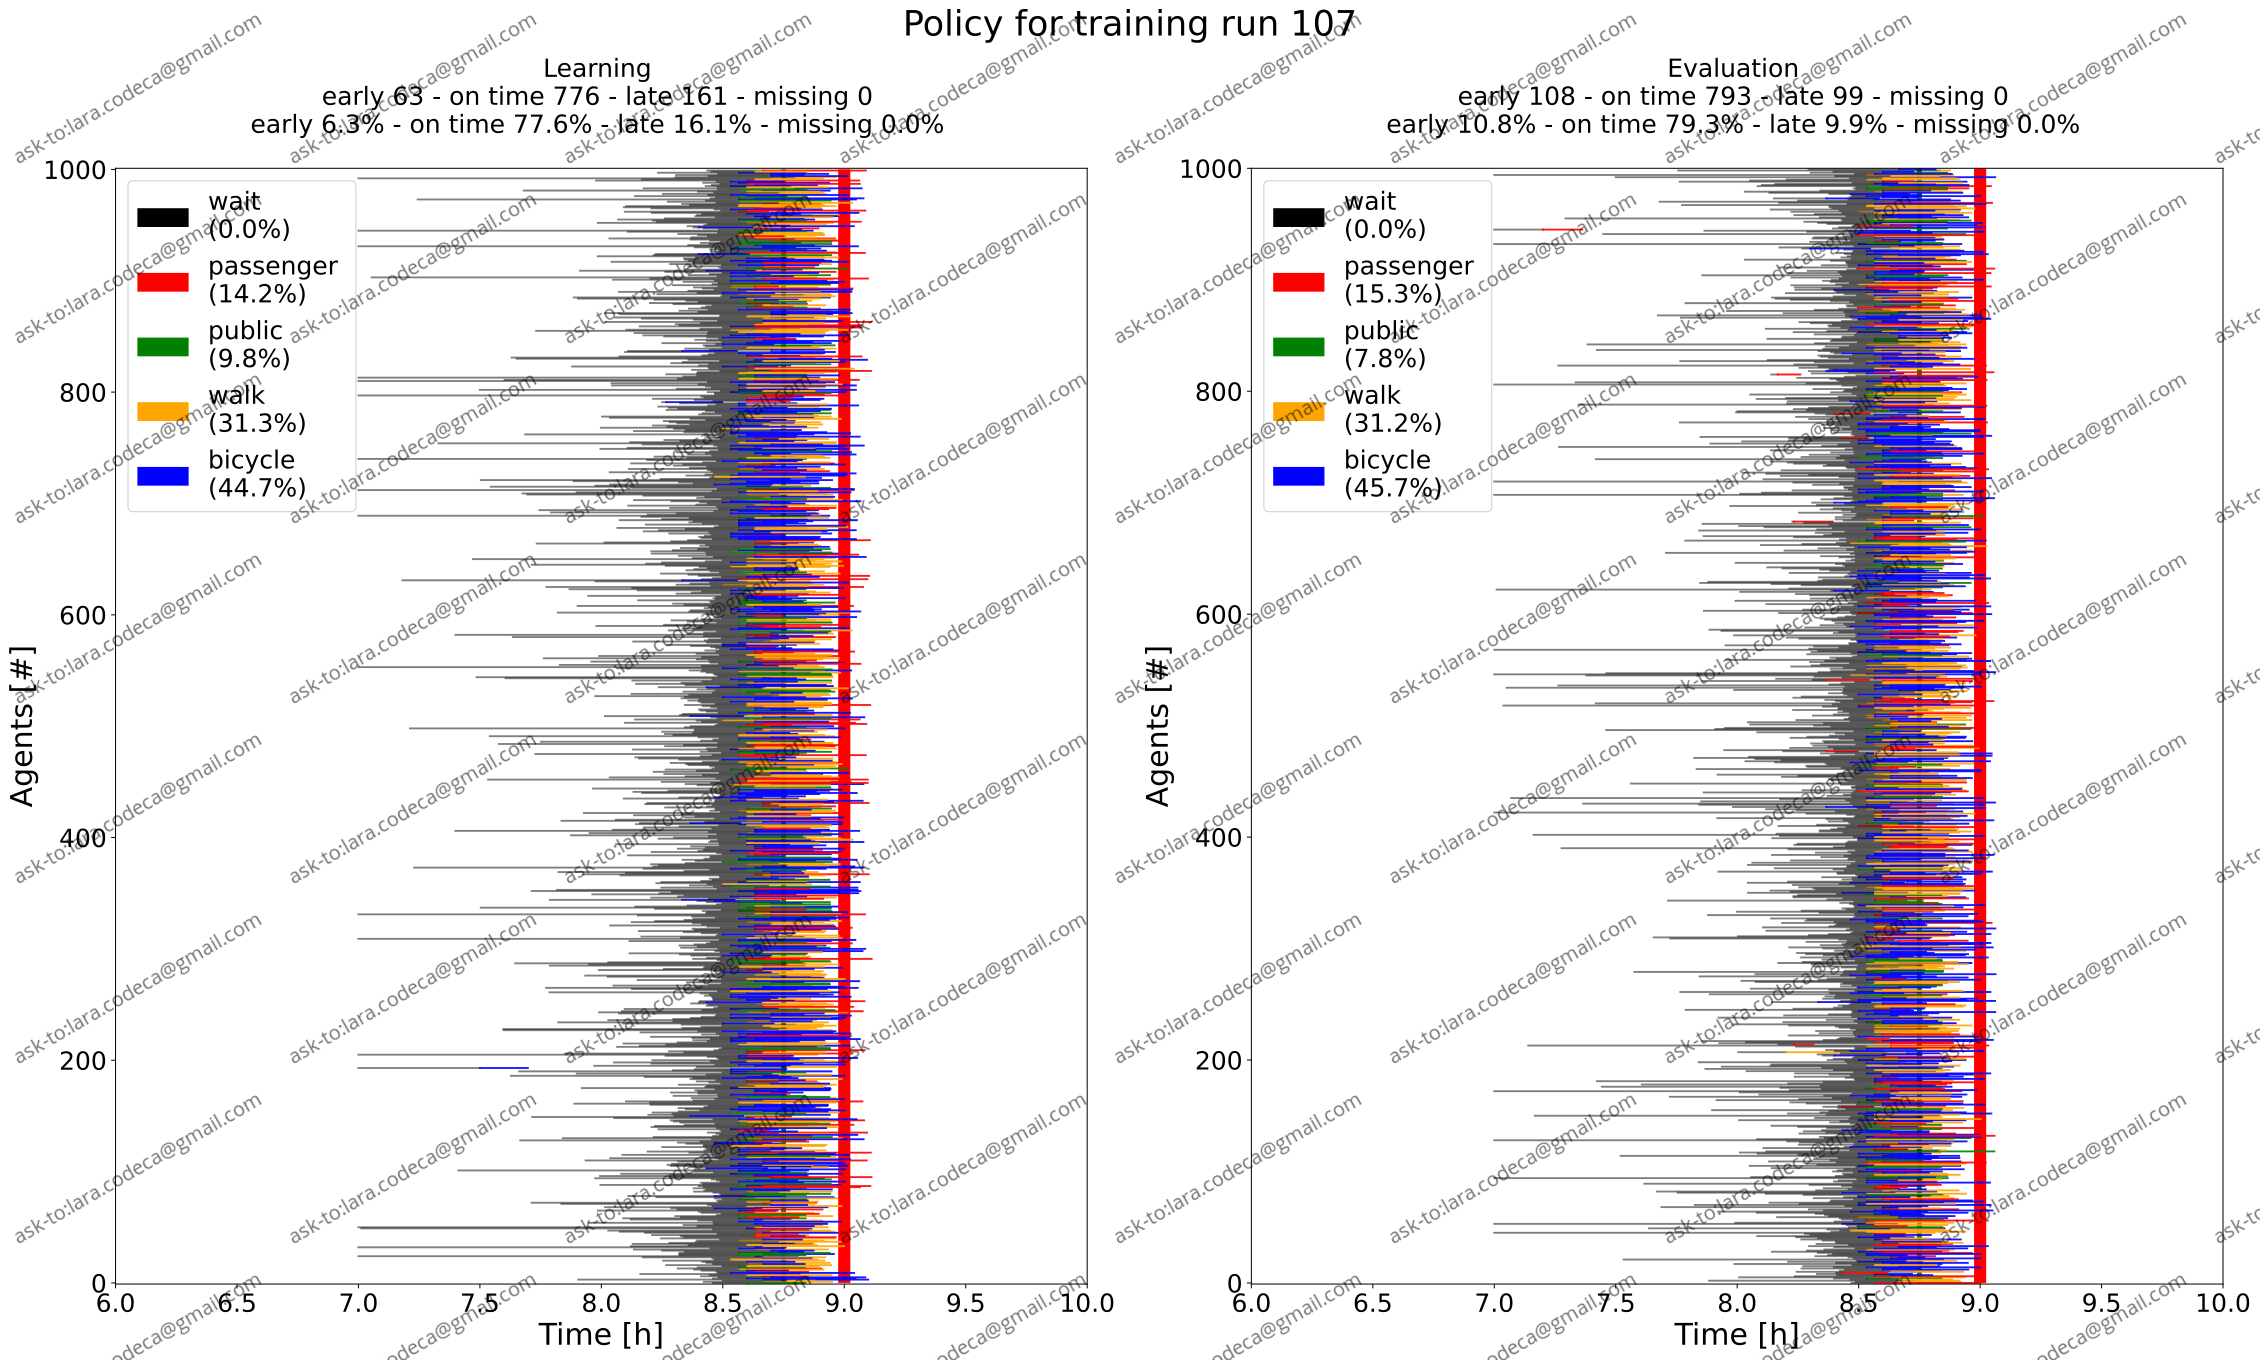 Policy for training run 107
Learning
early 63 - on time 776 - late 161 - missing 0
early 6.3% - on time 77.6% - late 16.1% - missing 0.0%
Agents [#]
1000
800
600
400
200
0
wait
(0.0%)
passenger
(14.2%)
public
(9.8%)
walk
(31.3%)
bicycle
(44.7%)
6.0 6.5 7.0 7.5 8.0 8.5 9.0 9.5 10.0
Time [h]
Evaluation
early 108 - on time 793 - late 99 - missing 0
early 10.8% - on time 79.3% - late 9.9% - missing 0.0%
Agents [#]
1000
800
600
400
200
0
wait
(0.0%)
passenger
(15.3%)
public
(7.8%)
walk
(31.2%)
bicycle
(45.7%)
6.0 6.5 7.0 7.5 8.0 8.5 9.0 9.5 10.0
Time [h]
ask-to:lara.codeca@gmail.com